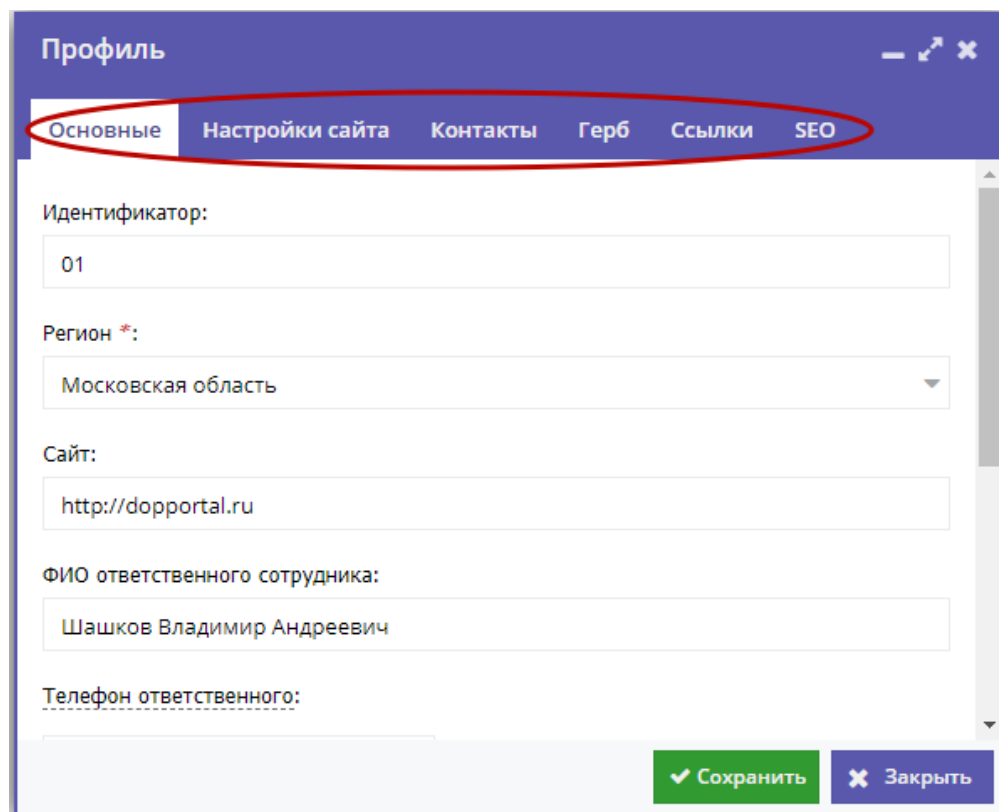 Профиль
Основные Настройки сайта Контакты Герб Ссылки SEO
Идентификатор:
01
Регион *:
Московская область
Сайт:
http://dopportal.ru
ФИО ответственного сотрудника:
Шашков Владимир Андреевич
Телефон ответственного:
Сохранить Закрыть